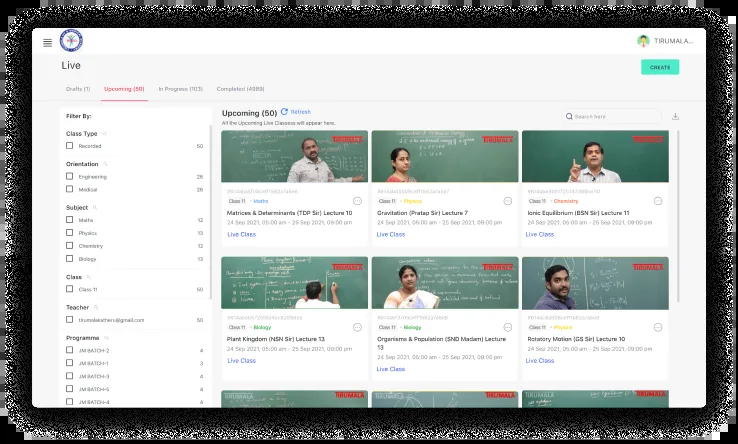 TIRUMALA...
Live
CREATE
Drafts (1)
Upcoming (50)
In Progress (103)
Completed (4989)
Filter By:
Class Type
Recorded 50
Orientation
Engineering 26
Medical 26
Subject
Maths 12
Physics 13
Chemistry 12
Biology 13
Class
Class 11 50
Teacher
50
Programme
JM BATCH-2 4
JM BATCH-1 3
JM BATCH-3 4
JM BATCH-5 4
JM BATCH-4 4
Upcoming (50) Refresh
All the Upcoming Live Classess will appear here.
Search here
TIRUMALA
Class 11 • Maths
Matrices & Determinants (TDP Sir) Lecture 10
24 Sep 2021, 05:00 am - 25 Sep 2021, 09:00 pm
Live Class
TIRUMALA
Class 11 • Physics
Gravitation (Pratap Sir) Lecture 7
24 Sep 2021, 05:00 am - 25 Sep 2021, 09:00 pm
Live Class
TIRUMALA
Class 11 • Chemistry
Ionic Equilibrium (BSN Sir) Lecture 11
24 Sep 2021, 05:00 am - 25 Sep 2021, 09:00 pm
Live Class
TIRUMALA
Class 11 • Biology
Plant Kingdom (NSN Sir) Lecture 13
24 Sep 2021, 05:00 am - 25 Sep 2021, 09:00 pm
Live Class
TIRUMALA
Class 11 • Biology
Organisms & Population (SND Madam) Lecture
13
24 Sep 2021, 05:00 am - 25 Sep 2021, 09:00 pm
Live Class
TIRUMALA
Class 11 • Physics
Rotatory Motion (GS Sir) Lecture 10
24 Sep 2021, 05:00 am - 25 Sep 2021, 09:00 pm
Live Class
TIRUMALA
TIRUMALA
TIRUMALA
TIRUMALA